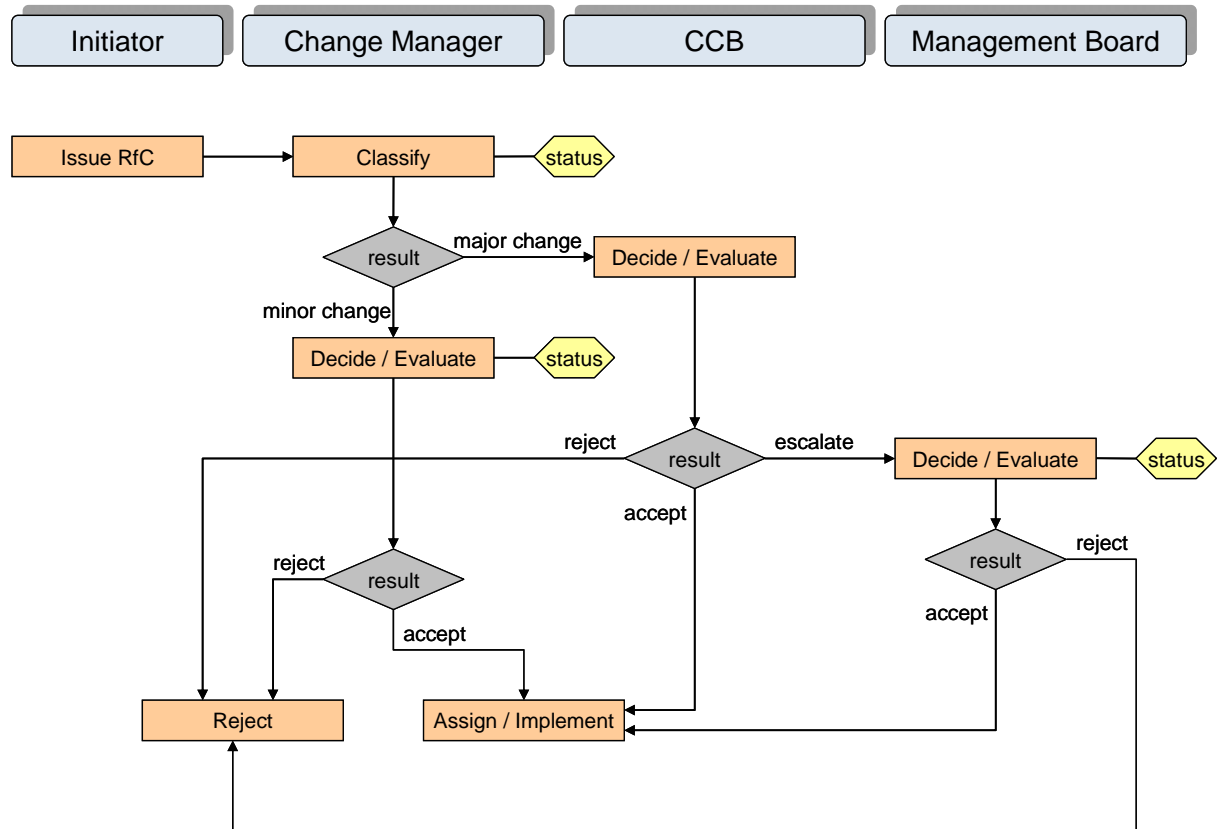 Initiator
Change Manager
CCB
Management Board
Issue RfC
Classify
status
result
major change
Decide / Evaluate
minor change
Decide / Evaluate
status
reject
result
escalate
Decide / Evaluate
status
accept
reject
result
result
reject
accept
accept
Reject
Assign / Implement